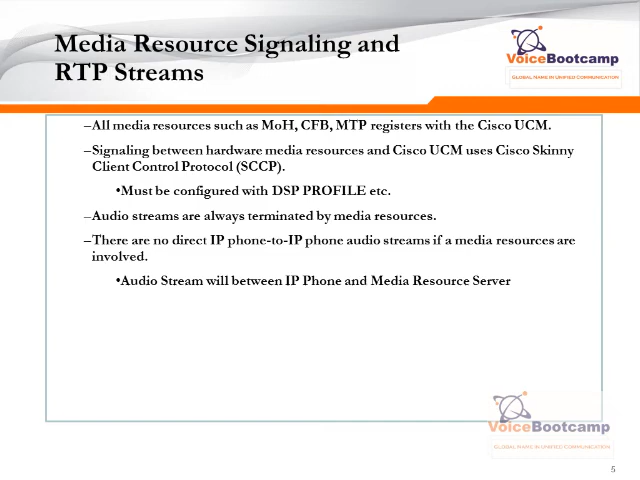 Media Resource Signaling and
RTP Streams
VoiceBootcamp
GLOBAL NAME IN UNIFIED COMMUNICATION
–All media resources such as MoH, CFB, MTP registers with the Cisco UCM.
–Signaling between hardware media resources and Cisco UCM uses Cisco Skinny
Client Control Protocol (SCCP).
•Must be configured with DSP PROFILE etc.
–Audio streams are always terminated by media resources.
–There are no direct IP phone-to-IP phone audio streams if a media resources are
involved.
•Audio Stream will between IP Phone and Media Resource Server
VoiceBootcamp
GLOBAL NAME IN UNIFIED COMMUNICATION
5